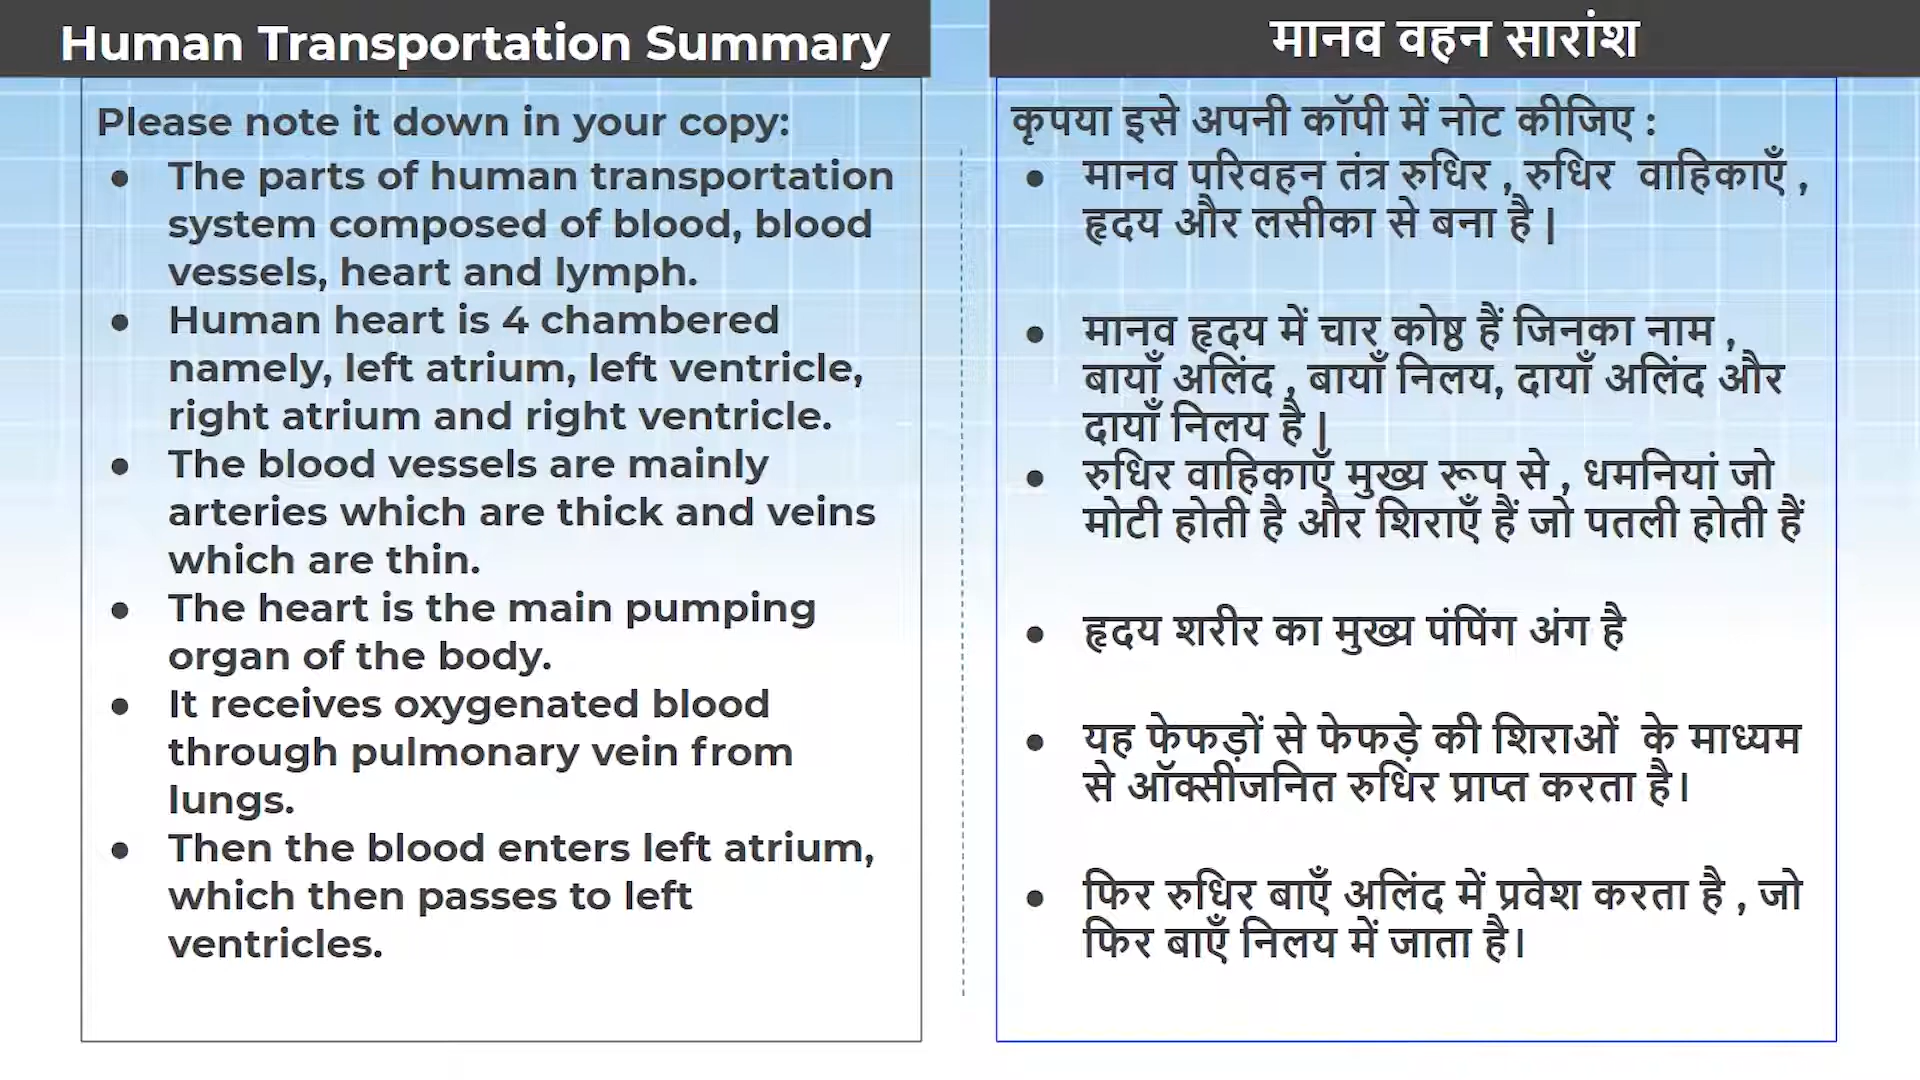 Human Transportation Summary
Please note it down in your copy:
● The parts of human transportation
system composed of blood, blood
vessels, heart and lymph.
● Human heart is 4 chambered
namely, left atrium, left ventricle,
right atrium and right ventricle.
● The blood vessels are mainly
arteries which are thick and veins
which are thin.
● The heart is the main pumping
organ of the body.
● It receives oxygenated blood
through pulmonary vein from
lungs.
● Then the blood enters left atrium,
which then passes to left
ventricles.
मानव वहन सारांश
कृपया इसे अपनी कॉपी में नोट कीजिए :
● मानव परिवहन तंत्र रुधिर , रुधिर वाहिकाएँ ,
हृदय और लसीका से बना है |
● मानव हृदय में चार कोष्ठ हैं जिनका नाम ,
बायाँ अलिंद , बायाँ निलय, दायाँ अलिंद और
दायाँ निलय है |
● रुधिर वाहिकाएँ मुख्य रूप से , धमनियां जो
मोटी होती है और शिराएँ हैं जो पतली होती हैं
● हृदय शरीर का मुख्य पंपिंग अंग है
● यह फेफड़ों से फेफड़े की शिराओं के माध्यम
से ऑक्सीजनित रुधिर प्राप्त करता है।
● फिर रुधिर बाएँ अलिंद में प्रवेश करता है , जो
फिर बाएँ निलय में जाता है।